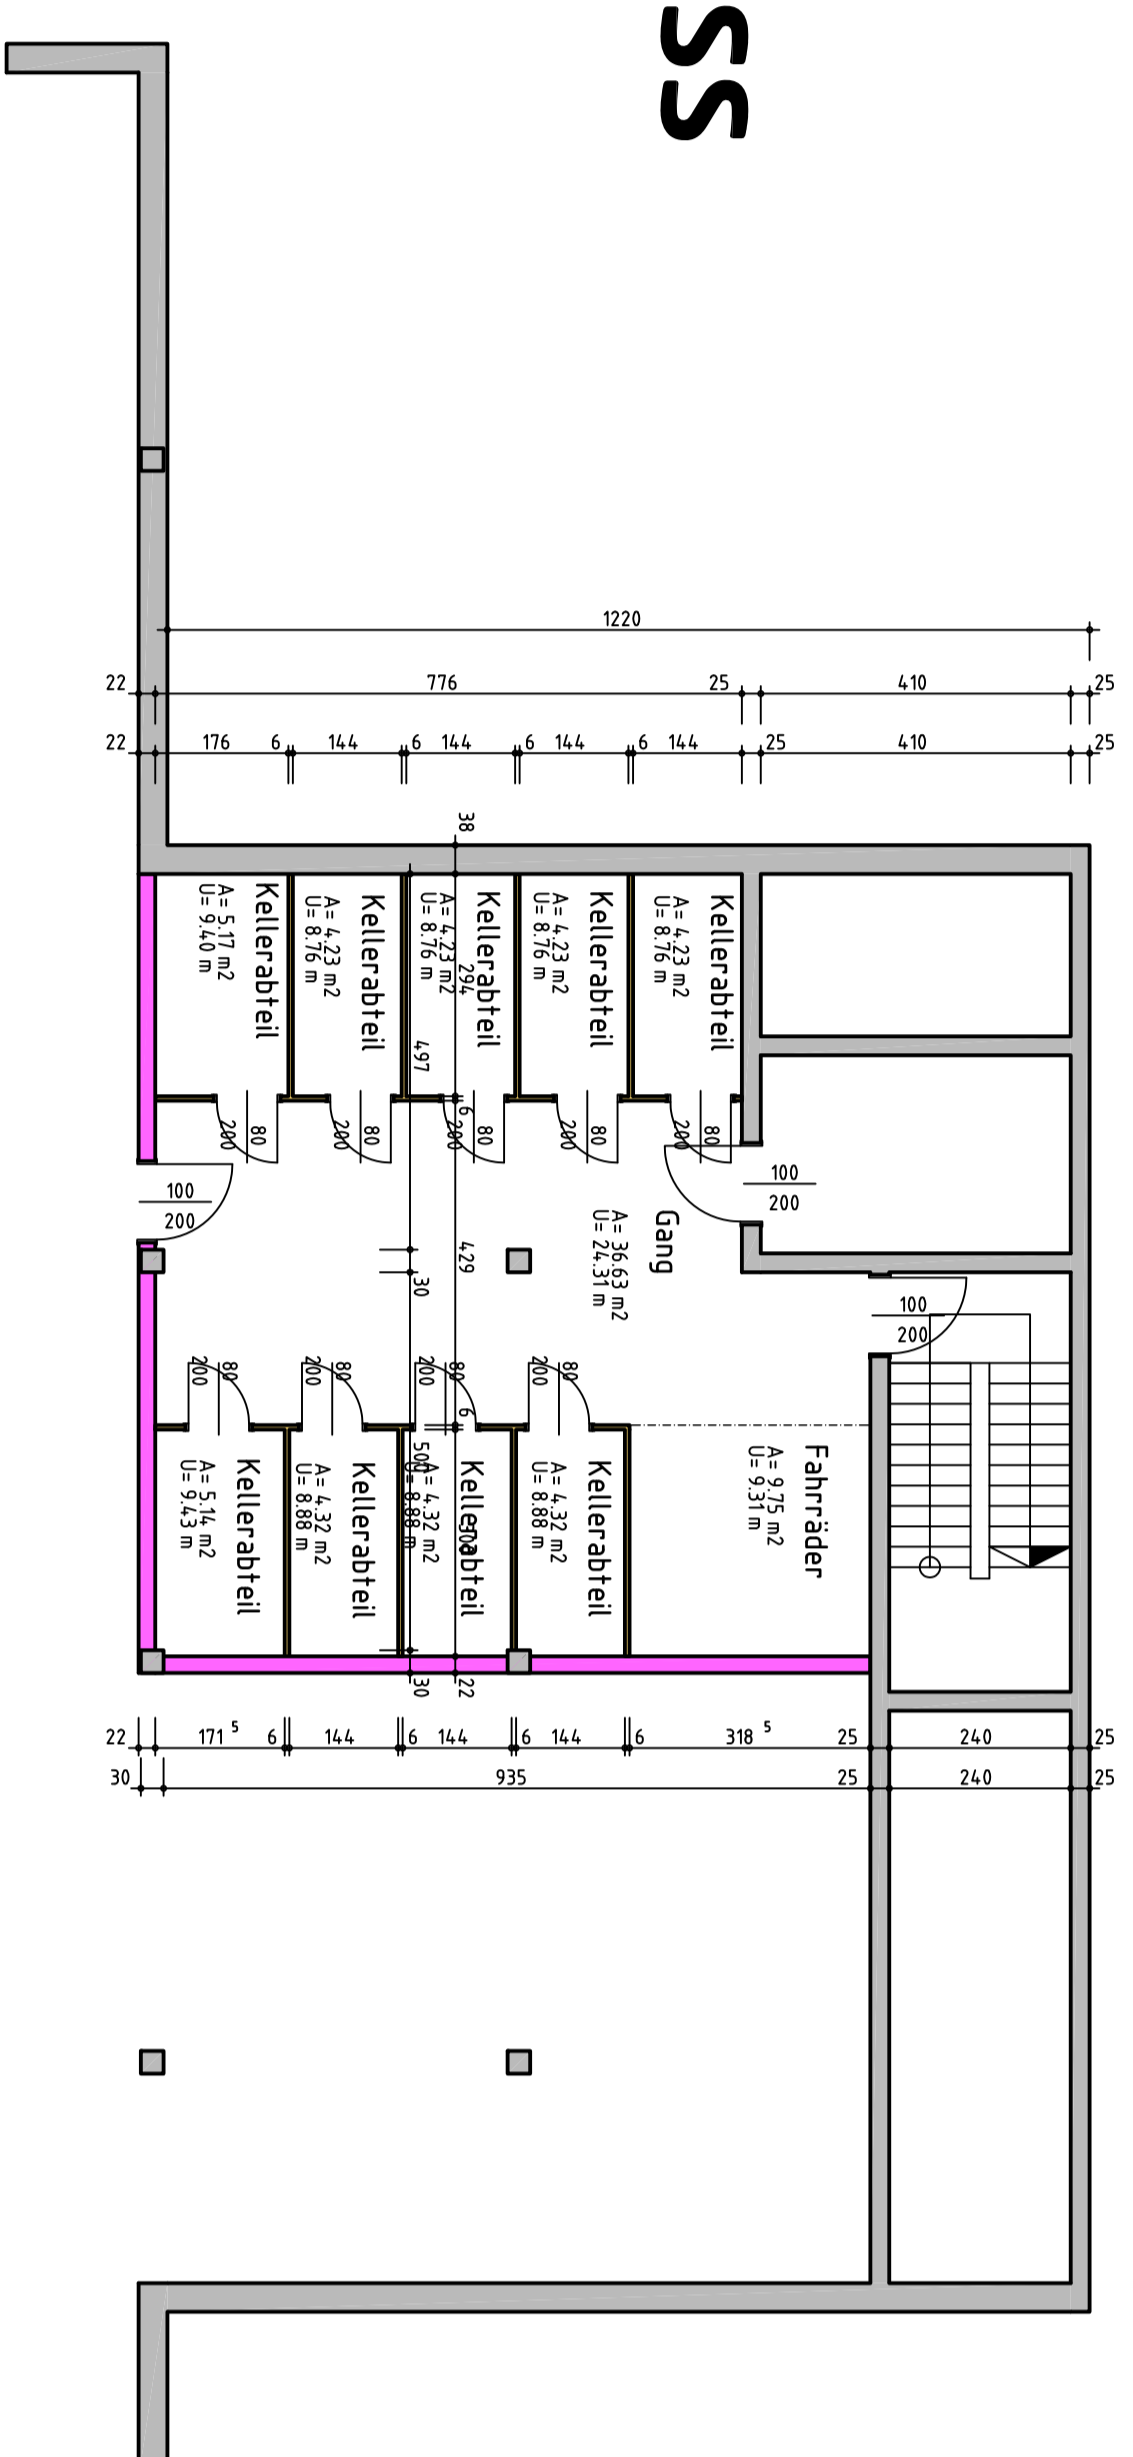 SS
1220
22 776 25 410 25
22 176 6 144 6 144 6 144 6 144 25 410 25
38
Kellerabteil
A= 5.17 m2
U= 9.40 m
Kellerabteil
A= 4.23 m2
U= 8.76 m
Kellerabteil
A= 4.23 m2
U= 8.76 m
Kellerabteil
A= 4.23 m2
U= 8.76 m
Kellerabteil
A= 4.23 m2
U= 8.76 m
294
497
6
80
200
80
200
80
200
80
200
80
200
100
200
100
200
Gang
A= 36.63 m2
U= 24.31 m
429
30
100
200
80
200
80
200
80
200
80
200
6
Kellerabteil
A= 5.14 m2
U= 9.43 m
Kellerabteil
A= 4.32 m2
U= 8.88 m
Kellerabteil
A= 4.32 m2
U= 8.88 m
Kellerabteil
A= 4.32 m2
U= 8.88 m
Fahrräder
A= 9.75 m2
U= 9.31 m
30
22
22 171 5 6 144 6 144 6 144 6 318 5 25 240 25
30 935 25 240 25